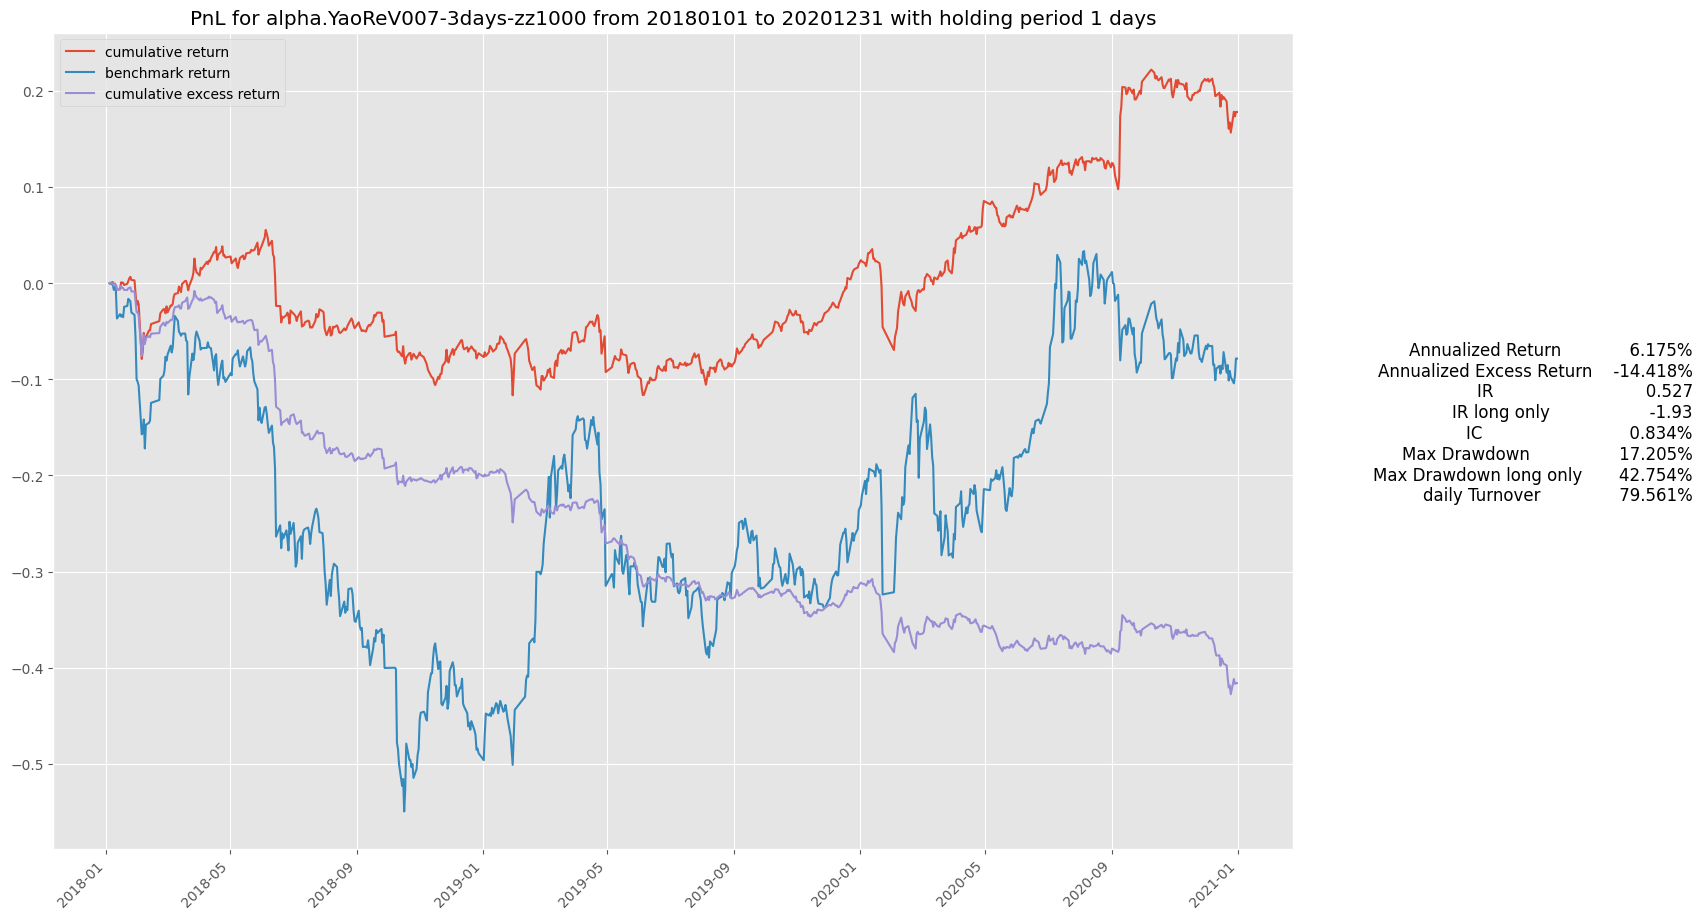 PnL for alpha.YaoReV007-3days-zz1000 from 20180101 to 20201231 with holding period 1 days
cumulative return
benchmark return
cumulative excess return
0.2
0.1
0.0
−0.1
−0.2
−0.3
−0.4
−0.5
2018-01
2018-05
2018-09
2019-01
2019-05
2019-09
2020-01
2020-05
2020-09
2021-01
Annualized Return 6.175%
Annualized Excess Return -14.418%
IR 0.527
IR long only -1.93
IC 0.834%
Max Drawdown 17.205%
Max Drawdown long only 42.754%
daily Turnover 79.561%